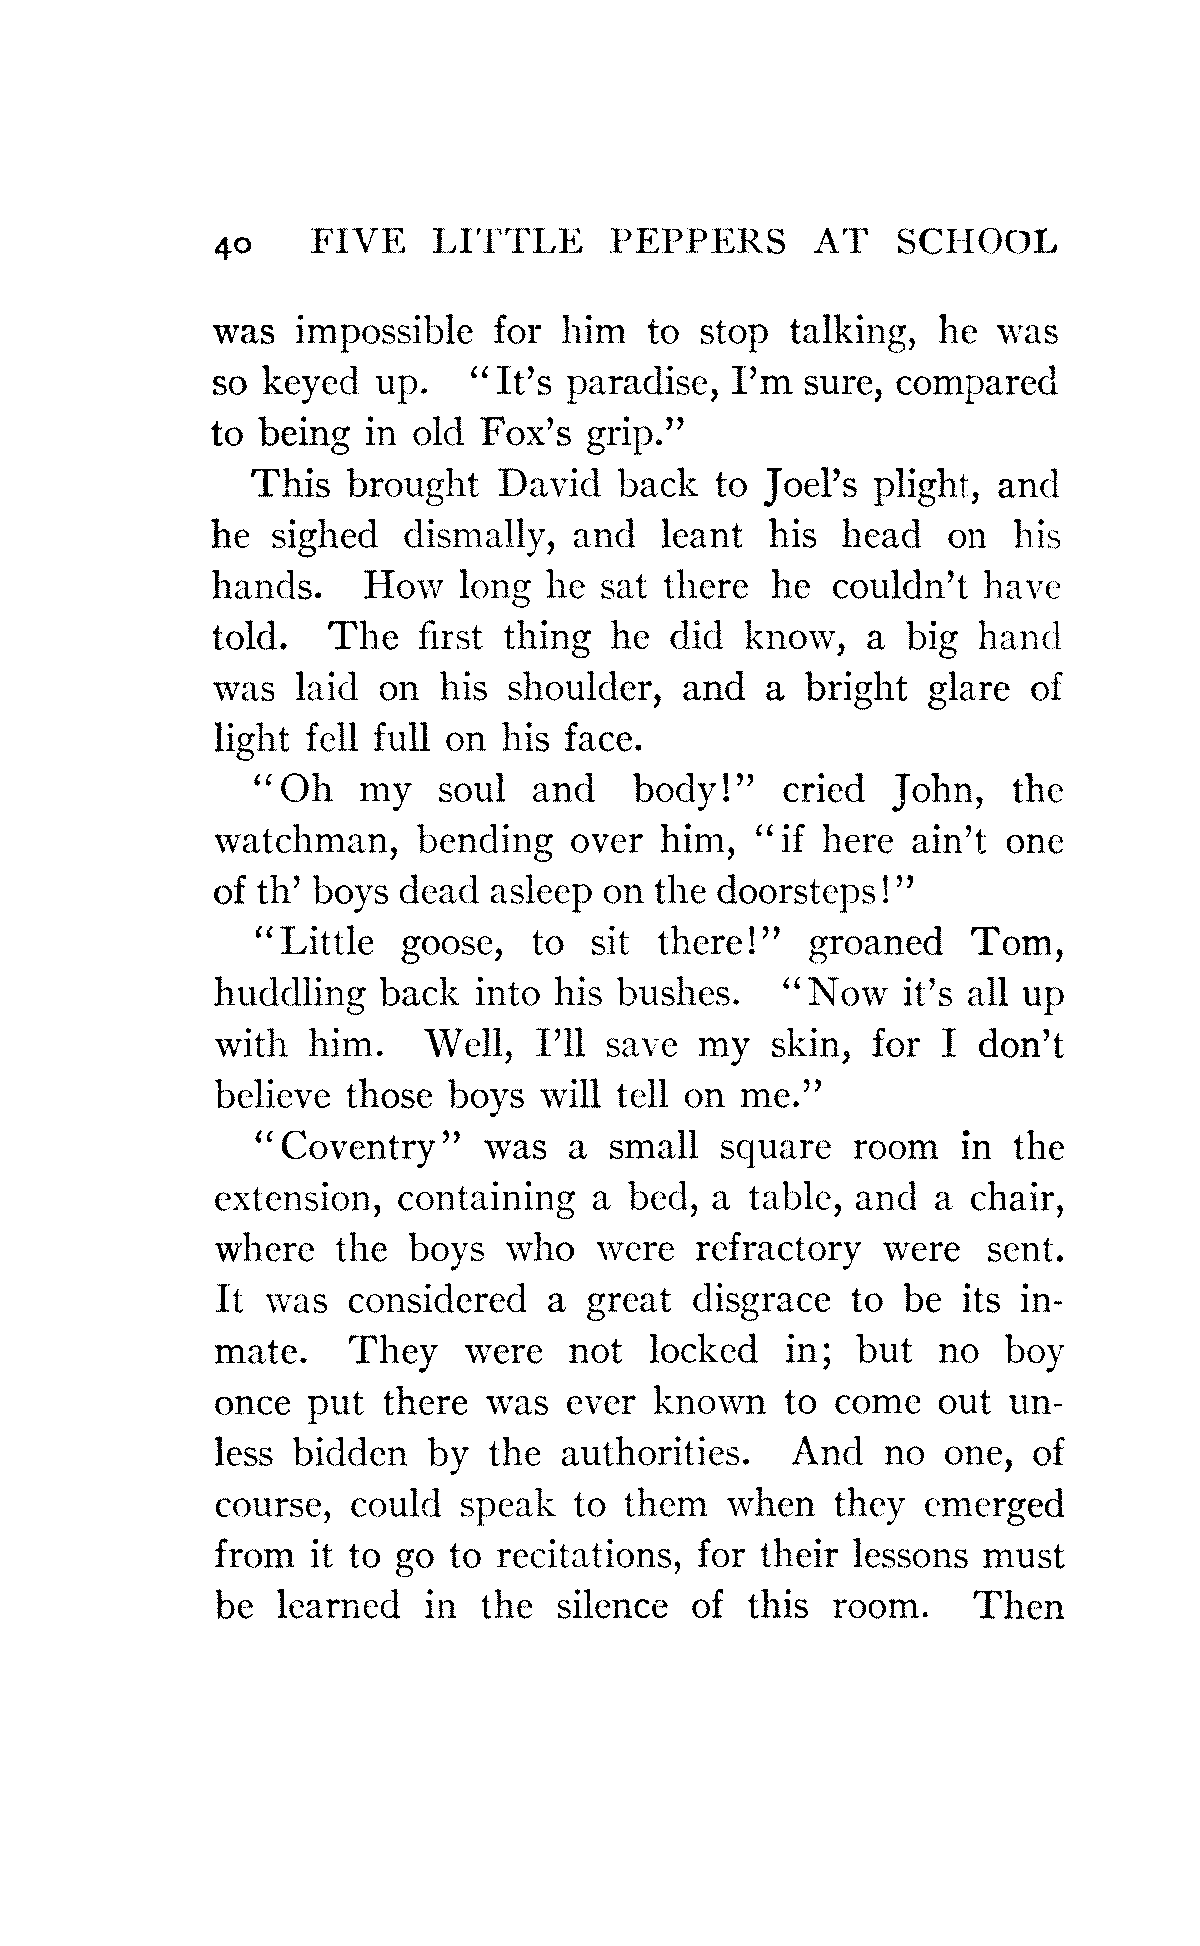 40 FIVE LITTLE PEPPERS AT SCHOOL
was impossible for him to stop talking, he was
so keyed up. "It's paradise, I'm sure, compared
to being in old Fox's grip."
This brought David back to Joel's plight, and
he sighed dismally, and leant his head on his
hands. How long he sat there he couldn't have
told. The first thing he did know, a big hand
was laid on his shoulder, and a bright glare of
light fell full on his face.
"Oh my soul and body!" cried John, the
watchman, bending over him, "if here ain't one
of th' boys dead asleep on the doorsteps!"
"Little goose, to sit there!" groaned Tom,
huddling back into his bushes. "Now it's all up
with him. Well, I'll save my skin, for I don't
believe those boys will tell on me."
"Coventry" was a small square room in the
extension, containing a bed, a table, and a chair,
where the boys who were refractory were sent.
It was considered a great disgrace to be its in-
mate. They were not locked in; but no boy
once put there was ever known to come out un-
less bidden by the authorities. And no one, of
course, could speak to them when they emerged
from it to go to recitations, for their lessons must
be learned in the silence of this room. Then